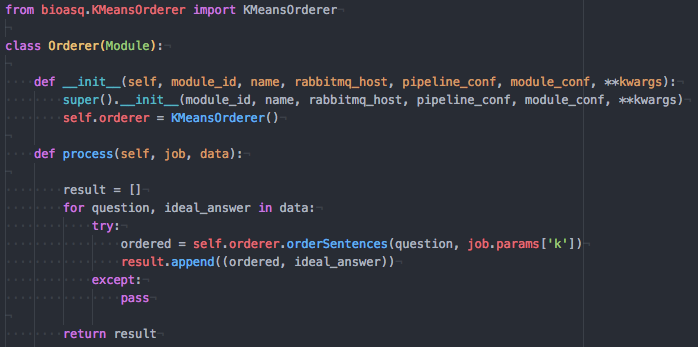 from bioasq.KMeansOrderer import KMeansOrderer
class Orderer(Module):
def __init__(self, module_id, name, rabbitmq_host, pipeline_conf, module_conf, **kwargs):
super().__init__(module_id, name, rabbitmq_host, pipeline_conf, module_conf, **kwargs)
self.orderer = KMeansOrderer()
def process(self, job, data):
result = []
for question, ideal_answer in data:
try:
ordered = self.orderer.orderSentences(question, job.params['k'])
result.append((ordered, ideal_answer))
except:
pass
return result